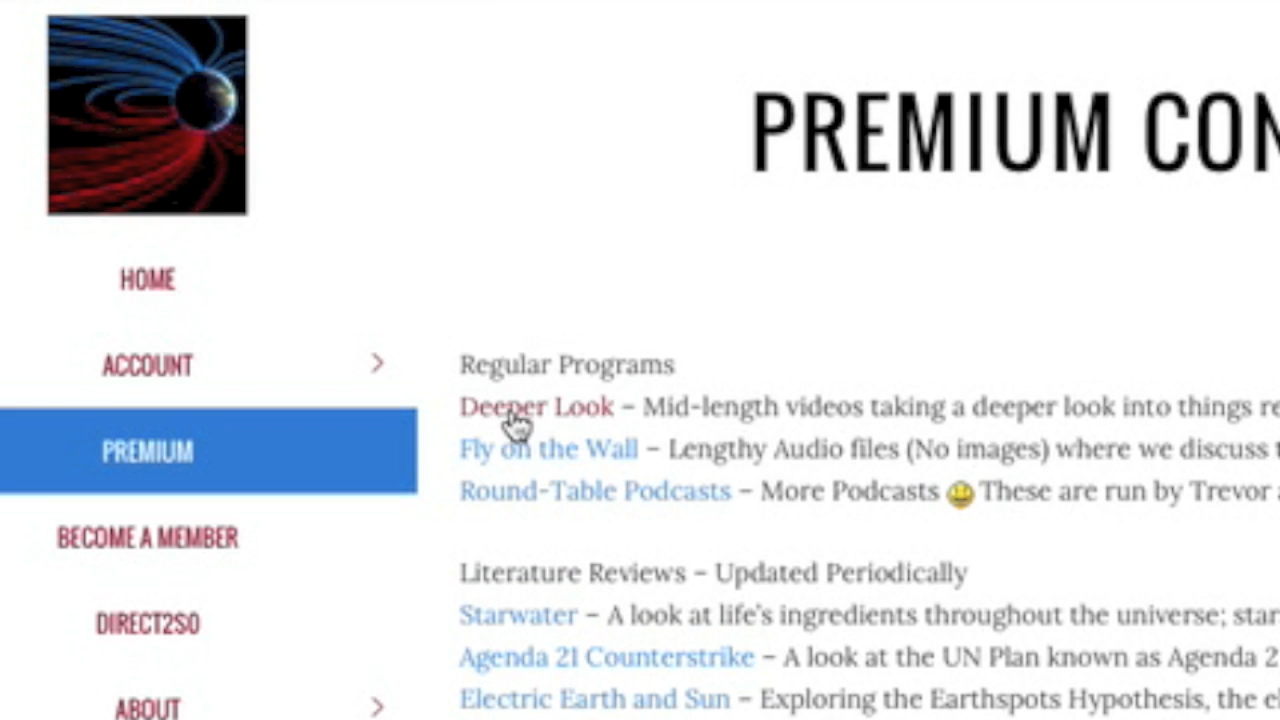 PREMIUM CON
HOME
ACCOUNT
PREMIUM
BECOME A MEMBER
DIRECT2SO
ABOUT
Regular Programs
Deeper Look – Mid-length videos taking a deeper look into things re
Fly on the Wall – Lengthy Audio files (No images) where we discuss t
Round-Table Podcasts – More Podcasts 😀 These are run by Trevor a
Literature Reviews – Updated Periodically
Starwater – A look at life's ingredients throughout the universe; star
Agenda 21 Counterstrike – A look at the UN Plan known as Agenda 2
Electric Earth and Sun – Exploring the Earthspots Hypothesis, the el